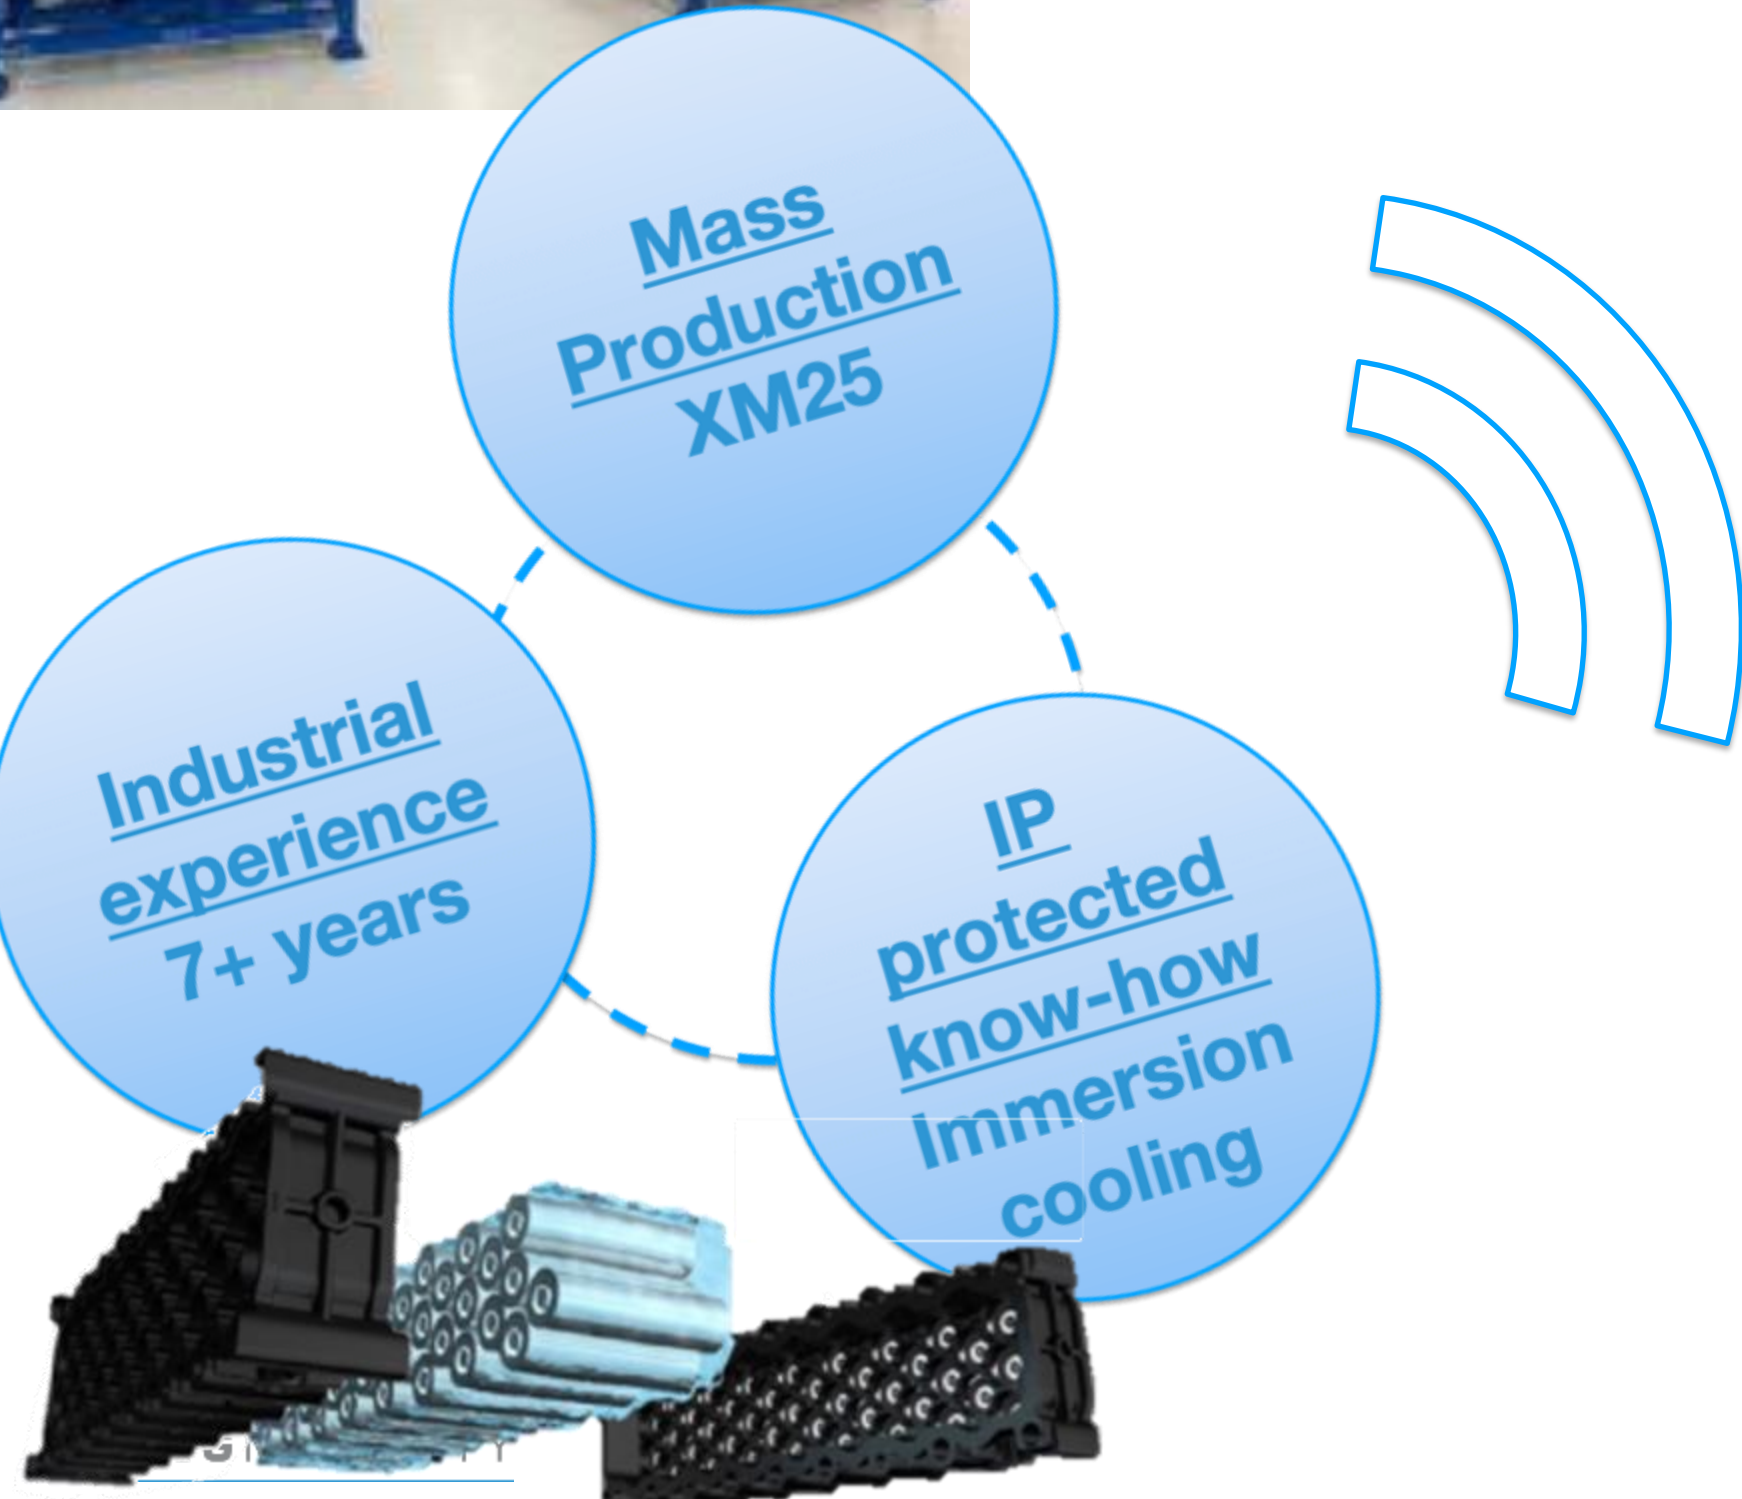 Mass
Production
XM25
Industrial
experience
7+ years
IP
protected
know-how
Immersion
cooling